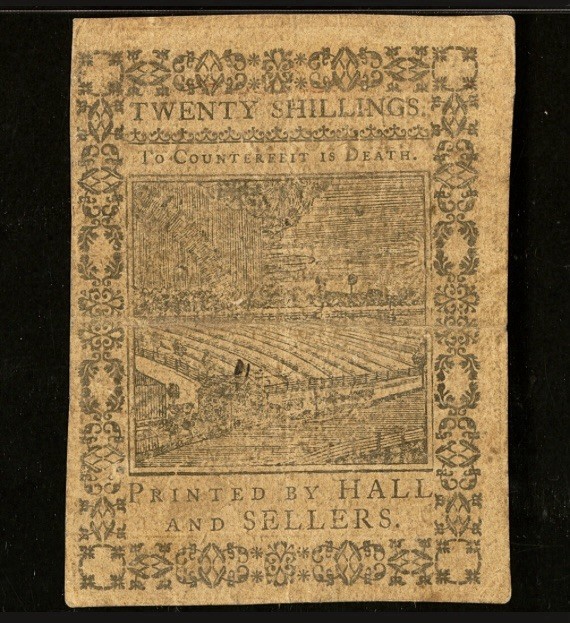 TWENTY SHILLINGS.
To Counterfeit is Death.
Printed by HALL
AND SELLERS.